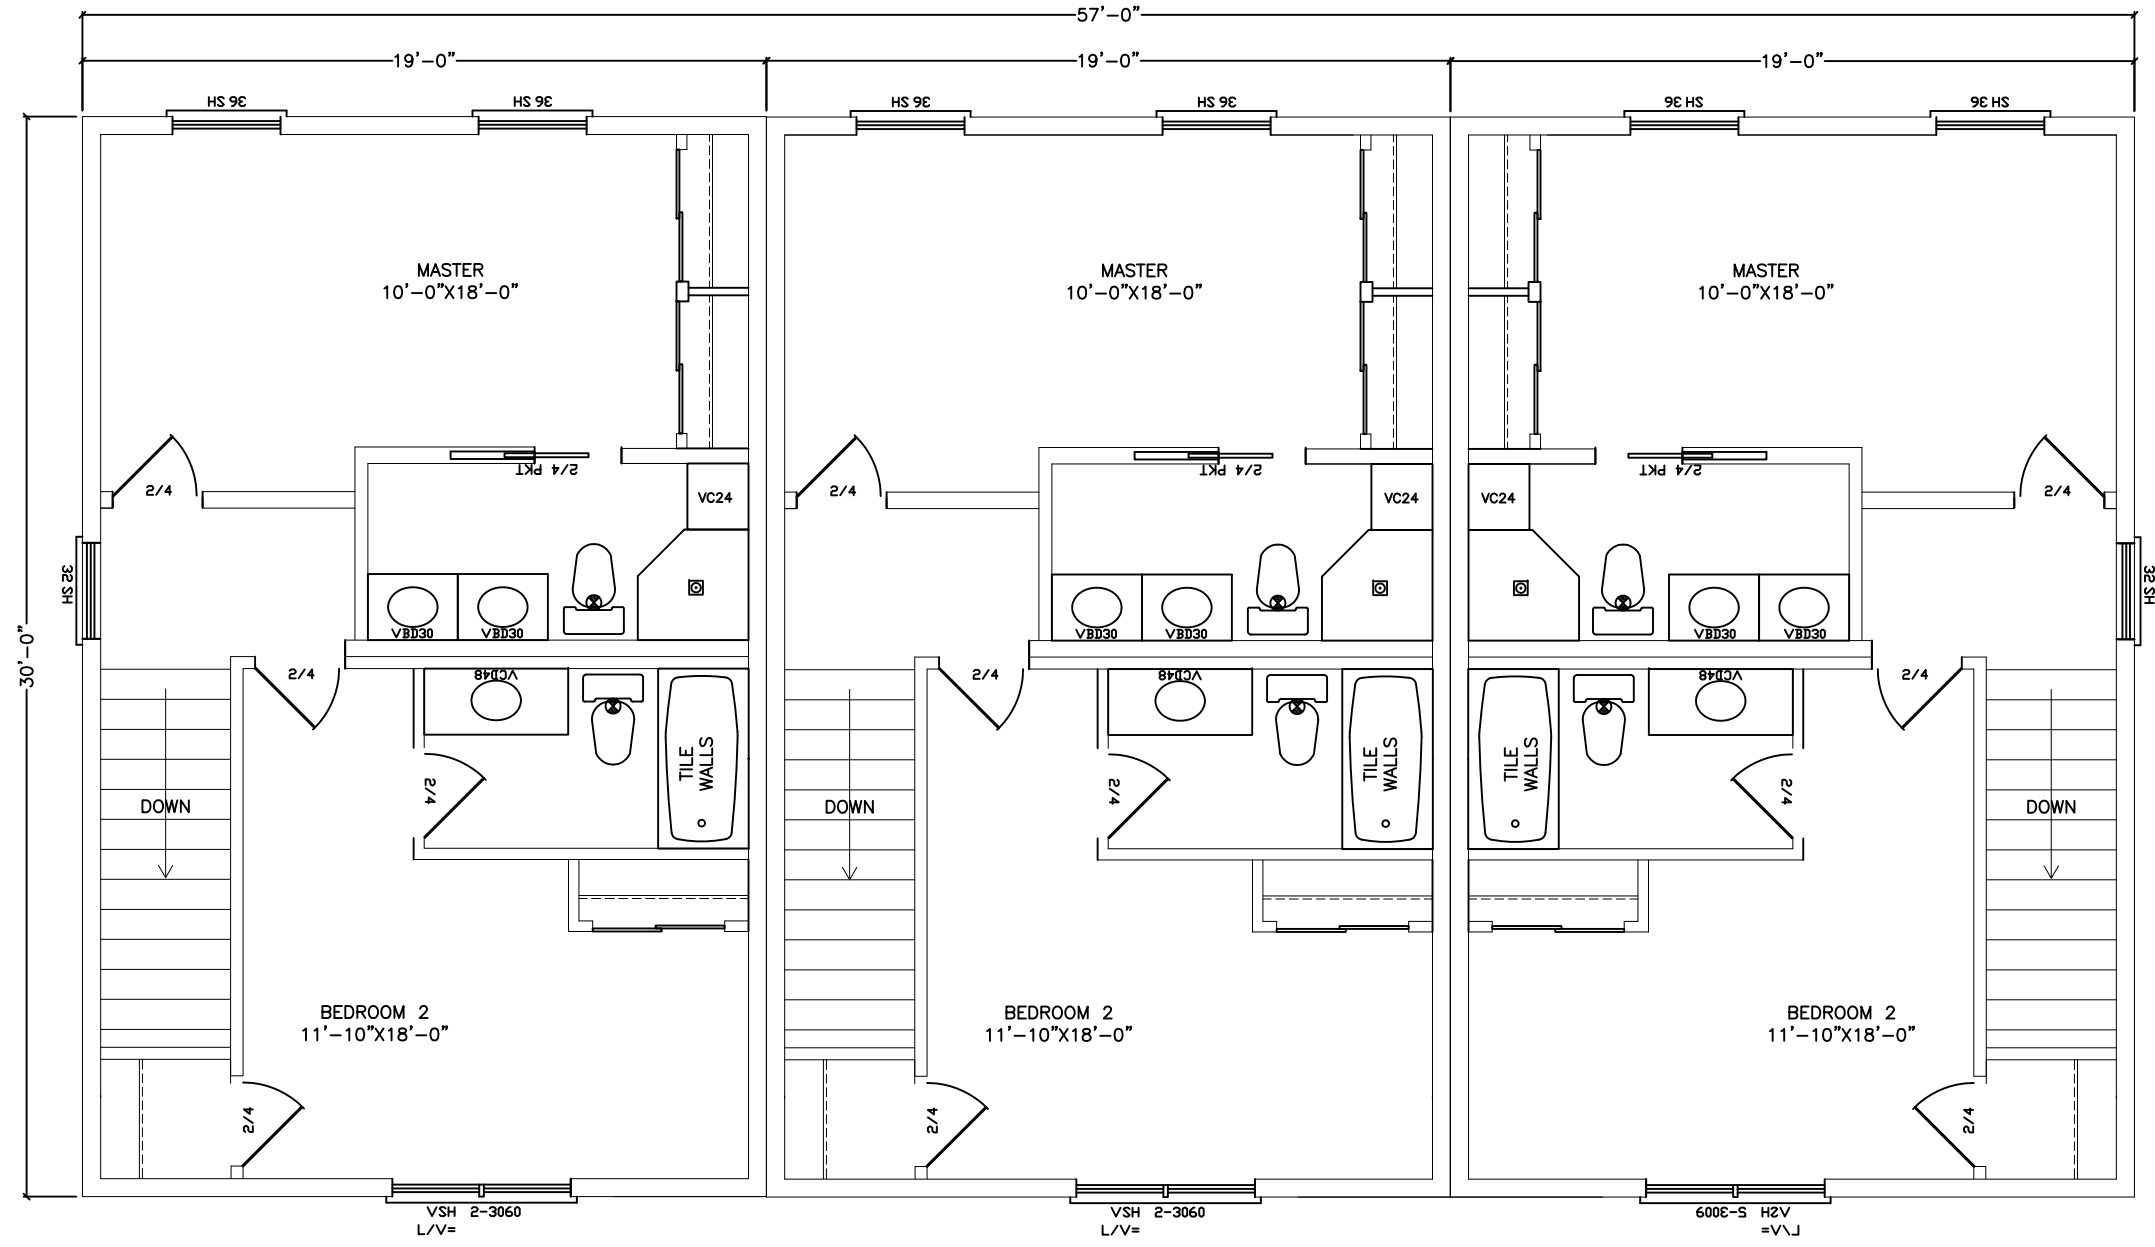 57'-0"
19'-0"
19'-0"
19'-0"
36 SH
36 SH
36 SH
36 SH
36 SH
36 SH
MASTER
10'-0"X18'-0"
MASTER
10'-0"X18'-0"
MASTER
10'-0"X18'-0"
2/4 PKT
2/4 PKT
2/4 PKT
2/4
VC24
2/4
VC24
VC24
2/4
32 SH
32 SH
30'-0"
VBD30
VBD30
VBD30
VBD30
VBD30
VBD30
2/4
VCD48
2/4
VCD48
VCD48
2/4
TILE
WALLS
TILE
WALLS
TILE
WALLS
2/4
2/4
2/4
DOWN
DOWN
DOWN
BEDROOM 2
11'-10"X18'-0"
BEDROOM 2
11'-10"X18'-0"
BEDROOM 2
11'-10"X18'-0"
2/4
2/4
2/4
VSH 2-3060
L/V=
VSH 2-3060
L/V=
VSH 2-3060
L/V=